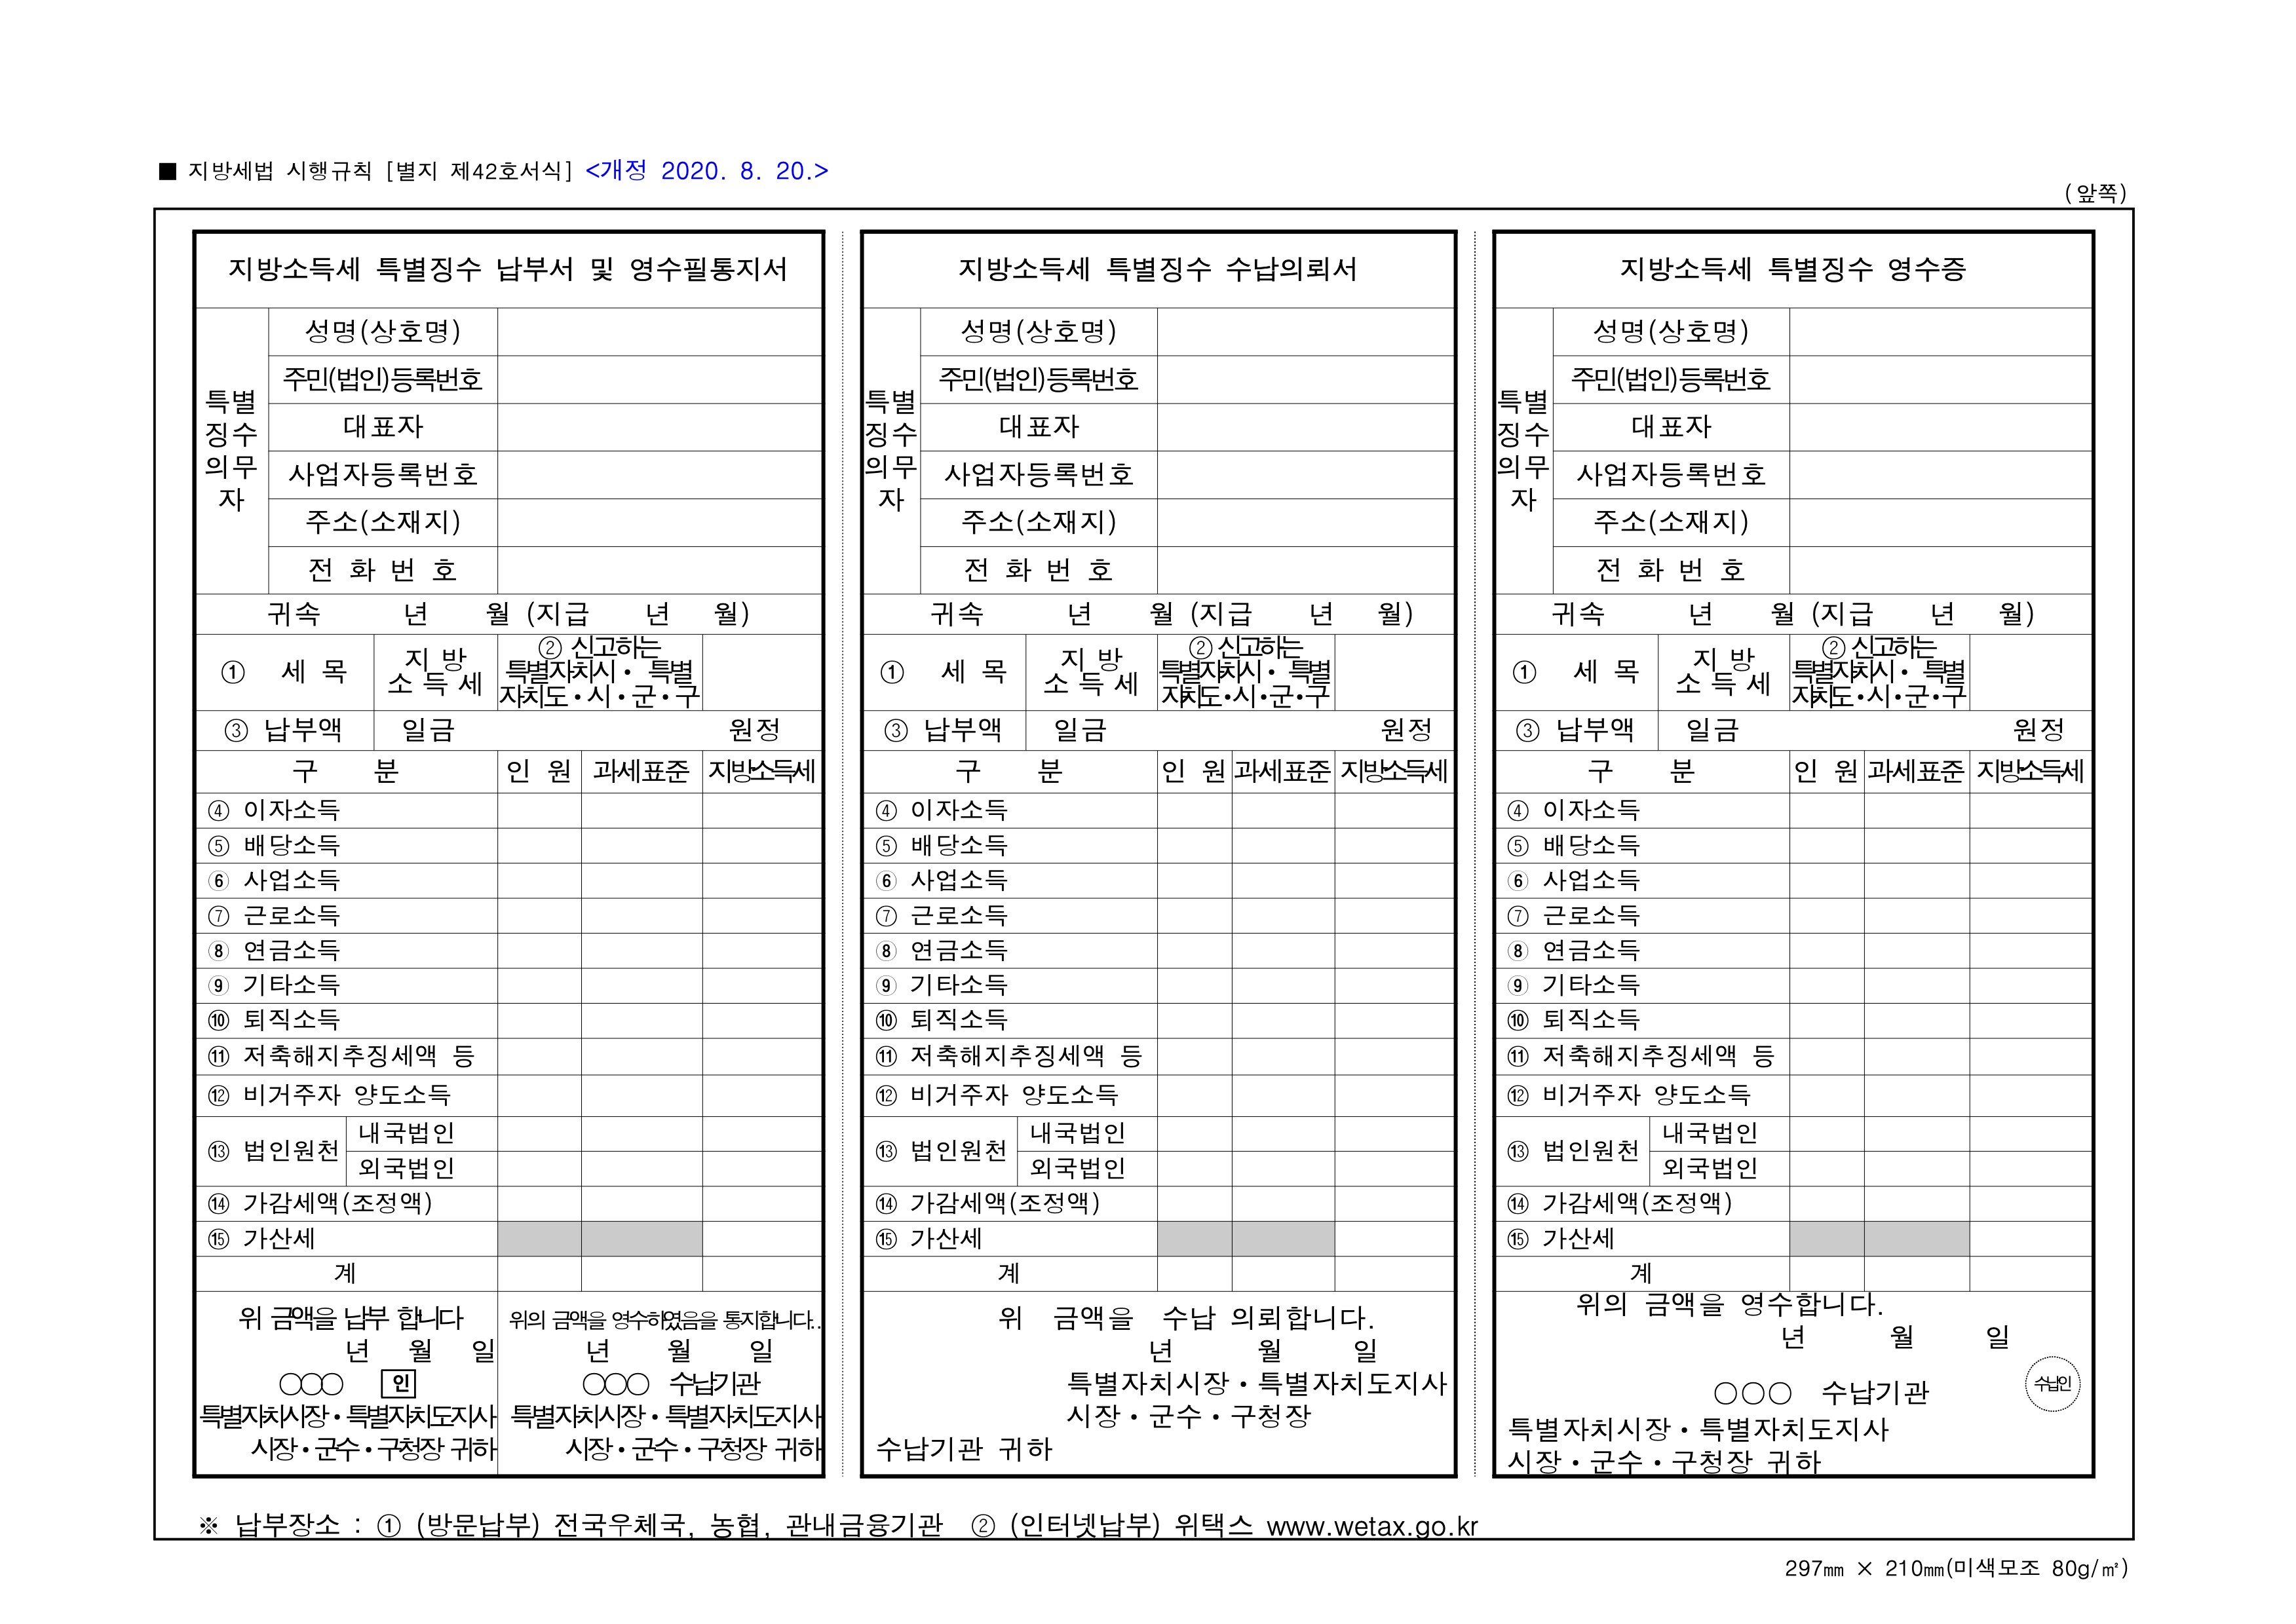 ■ 지방세법 시행규칙 [별지 제42호서식] <개정 2020. 8. 20.>
(앞쪽)
지방소득세 특별징수 납부서 및 영수필통지서
특별
징수
의무
자
성명(상호명)
주민(법인)등록번호
대표자
사업자등록번호
주소(소재지)
전 화 번 호
귀속 년 월 (지급 년 월)
① 세 목
지 방
소 득 세
② 신고하는
특별자치시· 특별
자치도·시·군·구
③ 납부액 일금 원정
구 분 인 원 과세표준 지방소득세
④ 이자소득
⑤ 배당소득
⑥ 사업소득
⑦ 근로소득
⑧ 연금소득
⑨ 기타소득
⑩ 퇴직소득
⑪ 저축해지추징세액 등
⑫ 비거주자 양도소득
⑬ 법인원천
내국법인
외국법인
⑭ 가감세액(조정액)
⑮ 가산세
계
위 금액을 납부 합니다
년 월 일
○○○ 인
특별자치시장·특별자치도지사
시장·군수·구청장 귀하
위의 금액을 영수하였음을 통지합니다..
년 월 일
○○○ 수납기관
특별자치시장·특별자치도지사
시장·군수·구청장 귀하
지방소득세 특별징수 수납의뢰서
특별
징수
의무
자
성명(상호명)
주민(법인)등록번호
대표자
사업자등록번호
주소(소재지)
전 화 번 호
귀속 년 월 (지급 년 월)
① 세 목
지 방
소 득 세
② 신고하는
특별자치시· 특별
자치도·시·군·구
③ 납부액 일금 원정
구 분 인 원 과세표준 지방소득세
④ 이자소득
⑤ 배당소득
⑥ 사업소득
⑦ 근로소득
⑧ 연금소득
⑨ 기타소득
⑩ 퇴직소득
⑪ 저축해지추징세액 등
⑫ 비거주자 양도소득
⑬ 법인원천
내국법인
외국법인
⑭ 가감세액(조정액)
⑮ 가산세
계
위 금액을 수납 의뢰합니다.
년 월 일
특별자치시장·특별자치도지사
시장·군수·구청장
수납기관 귀하
지방소득세 특별징수 영수증
특별
징수
의무
자
성명(상호명)
주민(법인)등록번호
대표자
사업자등록번호
주소(소재지)
전 화 번 호
귀속 년 월 (지급 년 월)
① 세 목
지 방
소 득 세
② 신고하는
특별자치시· 특별
자치도·시·군·구
③ 납부액 일금 원정
구 분 인 원 과세표준 지방소득세
④ 이자소득
⑤ 배당소득
⑥ 사업소득
⑦ 근로소득
⑧ 연금소득
⑨ 기타소득
⑩ 퇴직소득
⑪ 저축해지추징세액 등
⑫ 비거주자 양도소득
⑬ 법인원천
내국법인
외국법인
⑭ 가감세액(조정액)
⑮ 가산세
계
위의 금액을 영수합니다.
년 월 일
○○○ 수납기관
수납인
특별자치시장·특별자치도지사
시장·군수·구청장 귀하
※ 납부장소 : ① (방문납부) 전국우체국, 농협, 관내금융기관 ② (인터넷납부) 위택스 www.wetax.go.kr
297㎜ × 210㎜(미색모조 80g/㎡)